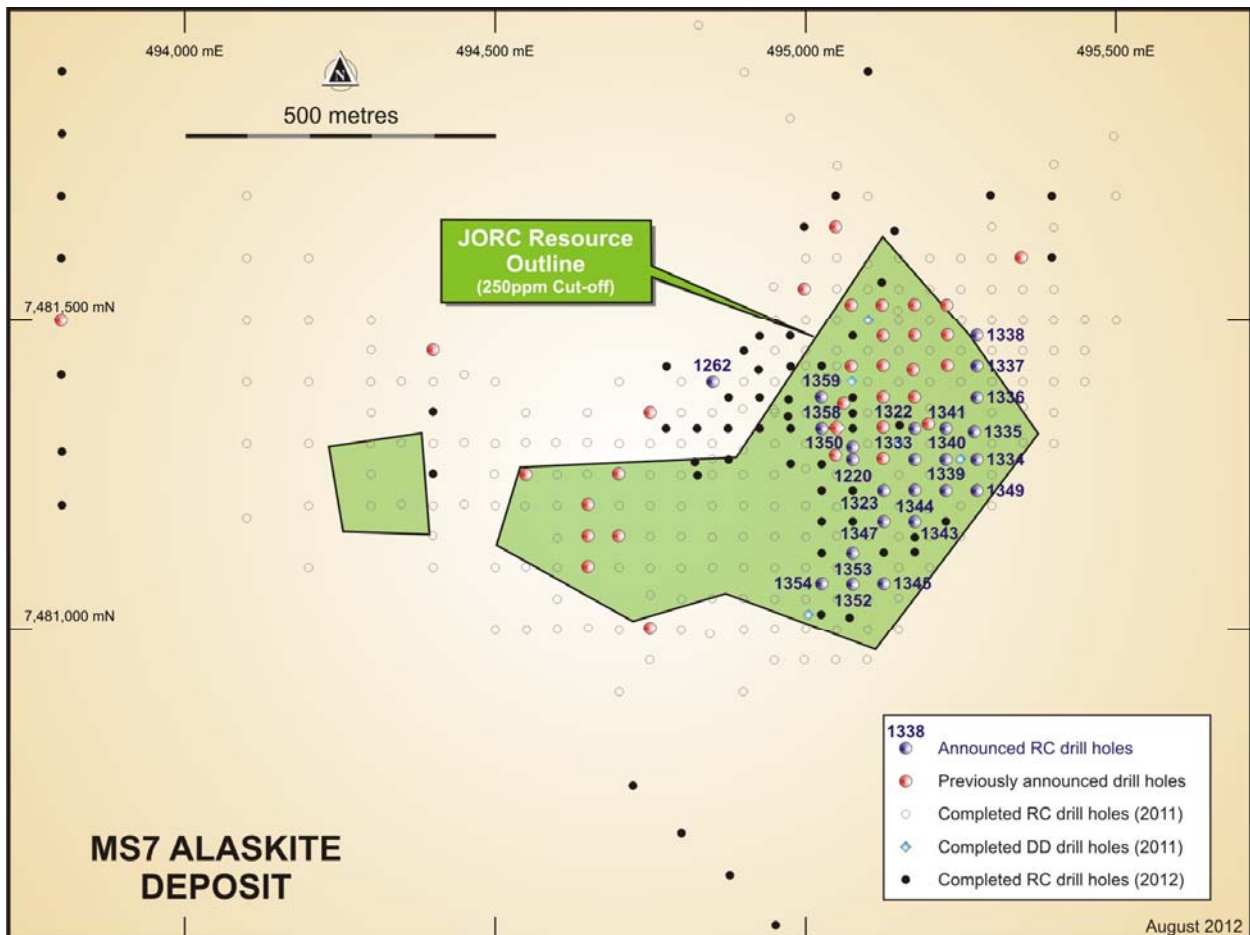 494,000 mE
494,500 mE
495,000 mE
495,500 mE
N
500 metres
JORC Resource
Outline
(250ppm Cut-off)
7,481,500 mN
1338
1262
1359
1337
1336
1358
1322
1341
1335
1350
1333
1340
1334
1220
1339
1349
1323
1344
1347
1343
1353
1354
1345
1352
7,481,000 mN
1338
Announced RC drill holes
Previously announced drill holes
Completed RC drill holes (2011)
Completed DD drill holes (2011)
Completed RC drill holes (2012)
MS7 ALASKITE
DEPOSIT
August 2012